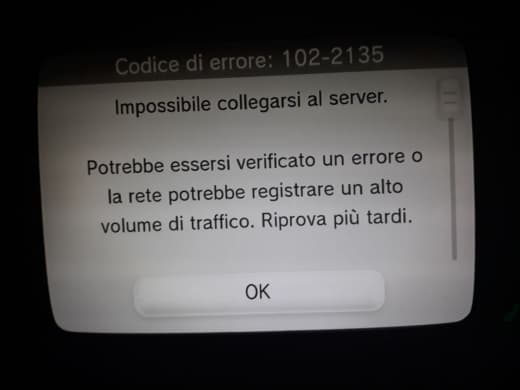 Codice di errore: 102-2135
Impossibile collegarsi al server.
Potrebbe essersi verificato un errore o
la rete potrebbe registrare un alto
volume di traffico. Riprova più tardi.
OK